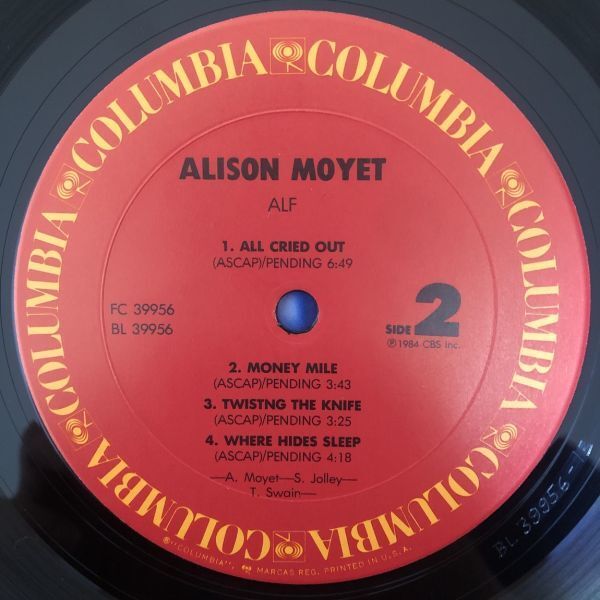 COLUMBIA COLUMBIA COLUMBIA COLUMBIA COLUMBIA COLUMBIA
ALISON MOYET
ALF
1. ALL CRIED OUT
(ASCAP)/PENDING 6:49
FC 39956
BL 39956
SIDE 2
℗1984 CBS Inc.
2. MONEY MILE
(ASCAP)/PENDING 3:43
3. TWISTNG THE KNIFE
(ASCAP)/PENDING 3:25
4. WHERE HIDES SLEEP
(ASCAP)/PENDING 4:18
—A. Moyet—S. Jolley—
T. Swain—
®"COLUMBIA", MARCAS REG. PRINTED IN U.S.A.
BL 39956-